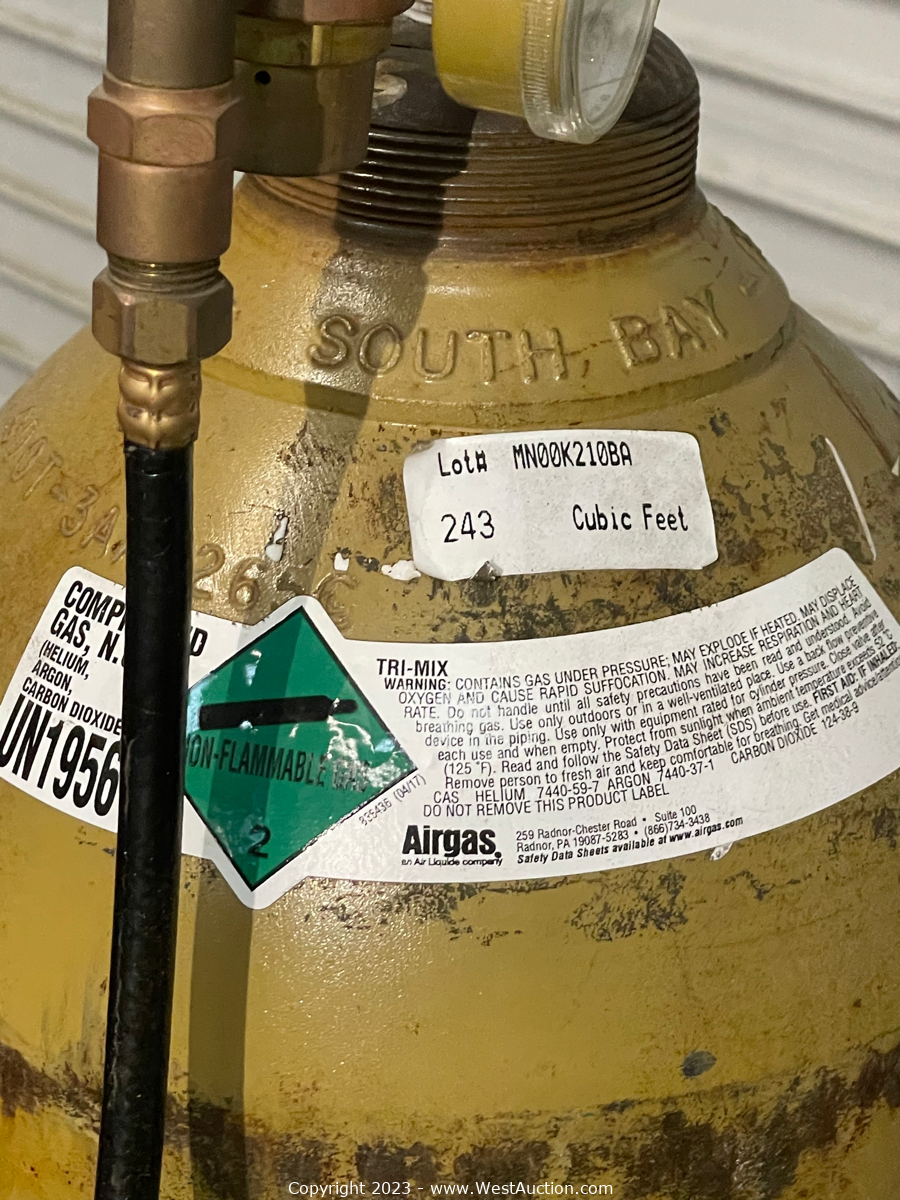 SOUTH BAY
Lot# MN00K210BA
243 Cubic Feet
GAS, N.
(HELIUM,
ARGON,
CARBON DIOXIDE
UN1956
NON-FLAMMABLE GAS
2
835436 (04/17)
TRI-MIX
WARNING: CONTAINS GAS UNDER PRESSURE; MAY EXPLODE IF HEATED. MAY DISPLACE
OXYGEN AND CAUSE RAPID SUFFOCATION. MAY INCREASE RESPIRATION AND HEART
RATE. Do not handle until all safety precautions have been read and understood. Avoid
breathing gas. Use only outdoors or in a well-ventilated place. Use a back flow preventive
device in the piping. Use only with equipment rated for cylinder pressure. Close valve after
each use and when empty. Protect from sunlight when ambient temperature exceeds 52 °C
(125 °F). Read and follow the Safety Data Sheet (SDS) before use. FIRST AID: IF INHALED:
Remove person to fresh air and keep comfortable for breathing. Get medical advice/attention.
CAS HELIUM 7440-59-7 ARGON 7440-37-1 CARBON DIOXIDE 124-38-9
DO NOT REMOVE THIS PRODUCT LABEL
Airgas.
an Air Liquide company
259 Radnor-Chester Road • Suite 100
Radnor, PA 19087-5283 • (866)734-3438
Safety Data Sheets available at www.airgas.com
Copyright 2023 - www.WestAuction.com